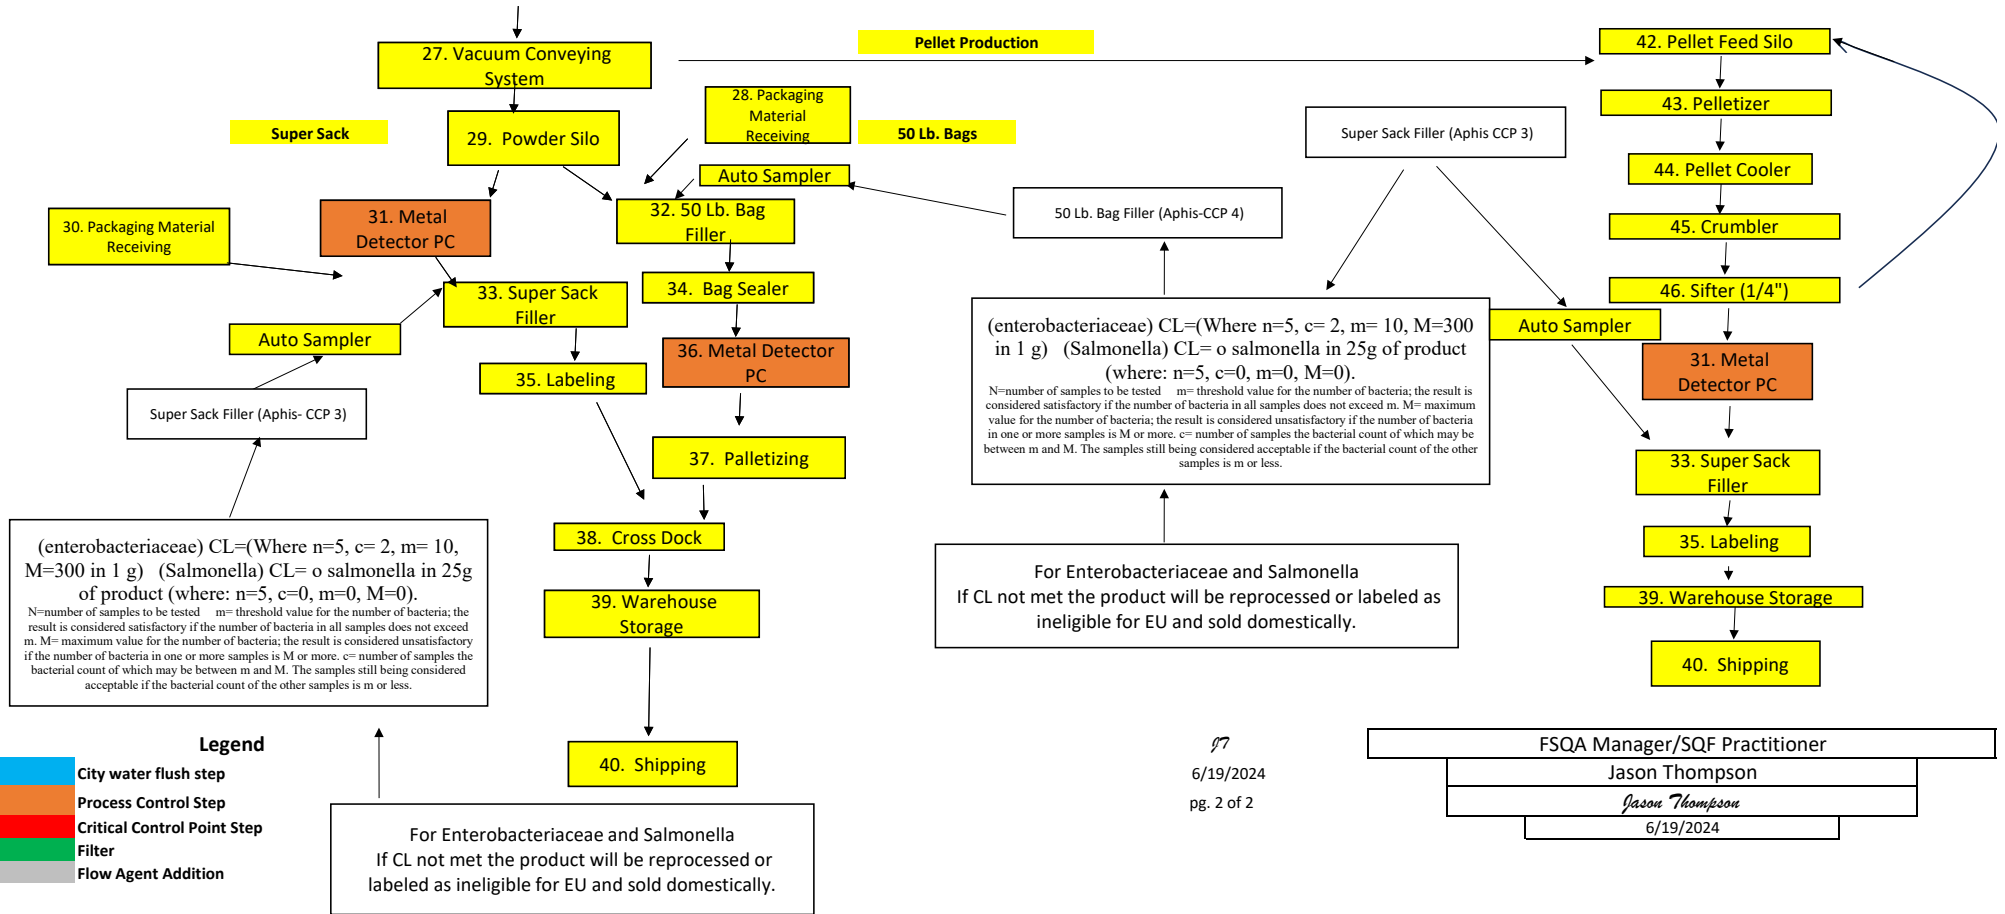 27. Vacuum Conveying
System
Pellet Production
42. Pellet Feed Silo
28. Packaging
Material
Receiving
43. Pelletizer
Super Sack
29. Powder Silo
50 Lb. Bags
Super Sack Filler (Aphis CCP 3)
Auto Sampler
44. Pellet Cooler
30. Packaging Material
Receiving
31. Metal
Detector PC
32. 50 Lb. Bag
Filler
50 Lb. Bag Filler (Aphis-CCP 4)
45. Crumbler
33. Super Sack
Filler
34. Bag Sealer
46. Sifter (1/4")
Auto Sampler
36. Metal Detector
PC
(enterobacteriaceae) CL=(Where n=5, c= 2, m= 10, M=300
in 1 g) (Salmonella) CL= o salmonella in 25g of product
(where: n=5, c=0, m=0, M=0).
N=number of samples to be tested m= threshold value for the number of bacteria; the result is
considered satisfactory if the number of bacteria in all samples does not exceed m. M= maximum
value for the number of bacteria; the result is considered unsatisfactory if the number of bacteria
in one or more samples is M or more. c= number of samples the bacterial count of which may be
between m and M. The samples still being considered acceptable if the bacterial count of the other
samples is m or less.
Auto Sampler
31. Metal
Detector PC
35. Labeling
Super Sack Filler (Aphis- CCP 3)
37. Palletizing
33. Super Sack
Filler
38. Cross Dock
35. Labeling
(enterobacteriaceae) CL=(Where n=5, c= 2, m= 10,
M=300 in 1 g) (Salmonella) CL= o salmonella in 25g
of product (where: n=5, c=0, m=0, M=0).
N=number of samples to be tested m= threshold value for the number of bacteria; the
result is considered satisfactory if the number of bacteria in all samples does not exceed
m. M= maximum value for the number of bacteria; the result is considered unsatisfactory
if the number of bacteria in one or more samples is M or more. c= number of samples the
bacterial count of which may be between m and M. The samples still being considered
acceptable if the bacterial count of the other samples is m or less.
39. Warehouse
Storage
For Enterobacteriaceae and Salmonella
If CL not met the product will be reprocessed or labeled as
ineligible for EU and sold domestically.
39. Warehouse Storage
40. Shipping
40. Shipping
Legend
City water flush step
Process Control Step
Critical Control Point Step
Filter
Flow Agent Addition
For Enterobacteriaceae and Salmonella
If CL not met the product will be reprocessed or
labeled as ineligible for EU and sold domestically.
JT
6/19/2024
pg. 2 of 2
FSQA Manager/SQF Practitioner
Jason Thompson
Jason Thompson
6/19/2024